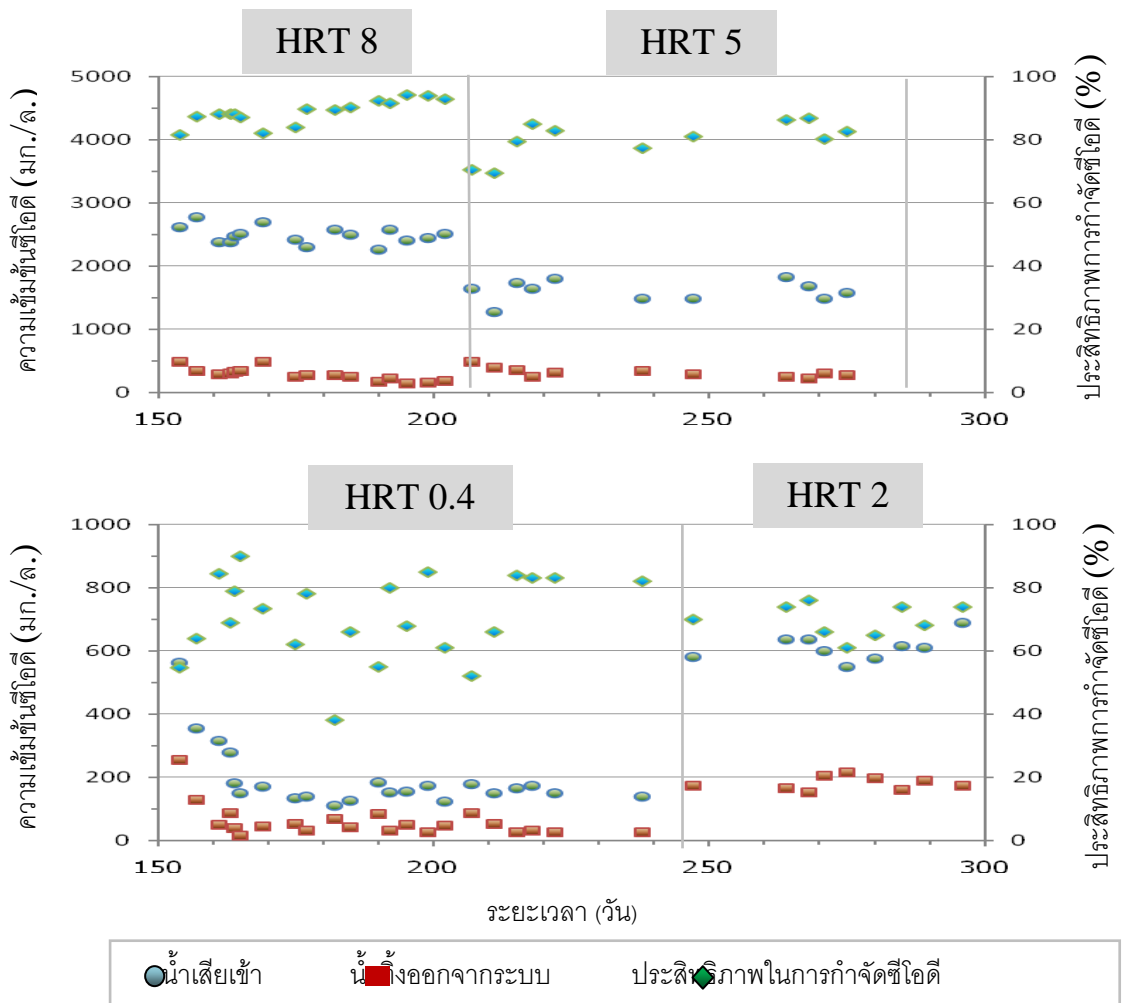 HRT 8 HRT 5
ความเข้มข้นซีโอดี (มก./ล.)
5000
4000
3000
2000
1000
0
150 200 250 300
100
80
60
40
20
0
ประสิทธิภาพการกำจัดซีโอดี (%)
HRT 0.4 HRT 2
ความเข้มข้นซีโอดี (มก./ล.)
1000
800
600
400
200
0
150 200 250 300
100
80
60
40
20
0
ประสิทธิภาพการกำจัดซีโอดี (%)
ระยะเวลา (วัน)
น้ำเสียเข้า น้ำทิ้งออกจากระบบ ประสิทธิภาพในการกำจัดซีโอดี